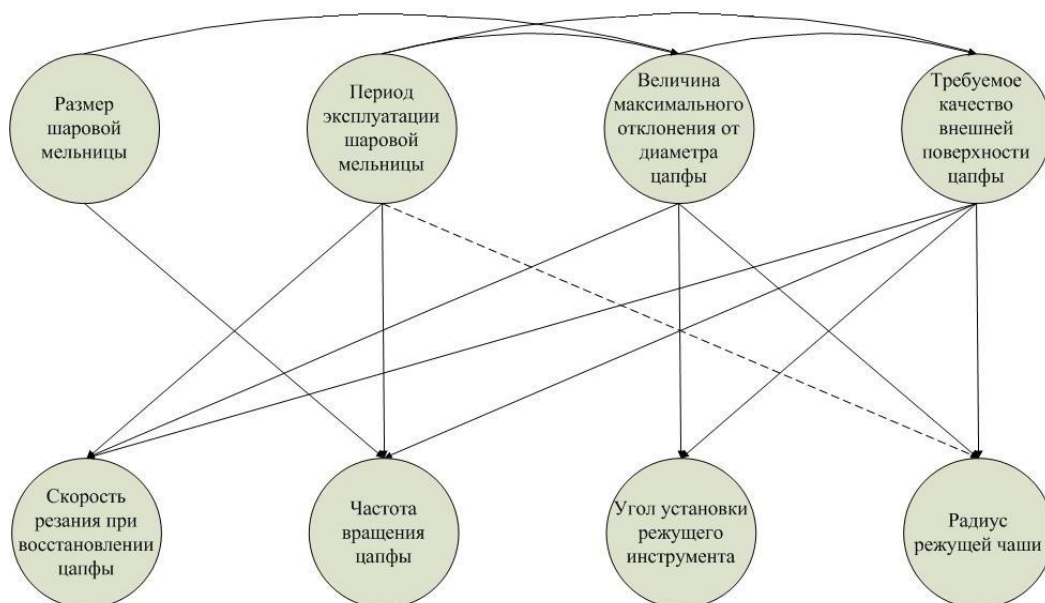 Размер
шаровой
мельницы
Период
эксплуатации
шаровой
мельницы
Величина
максимального
отклонения от
диаметра
цапфы
Требуемое
качество
внешней
поверхности
цапфы
Скорость
резания при
восстановлении
цапфы
Частота
вращения
цапфы
Угол установки
режущего
инструмента
Радиус
режущей чаши